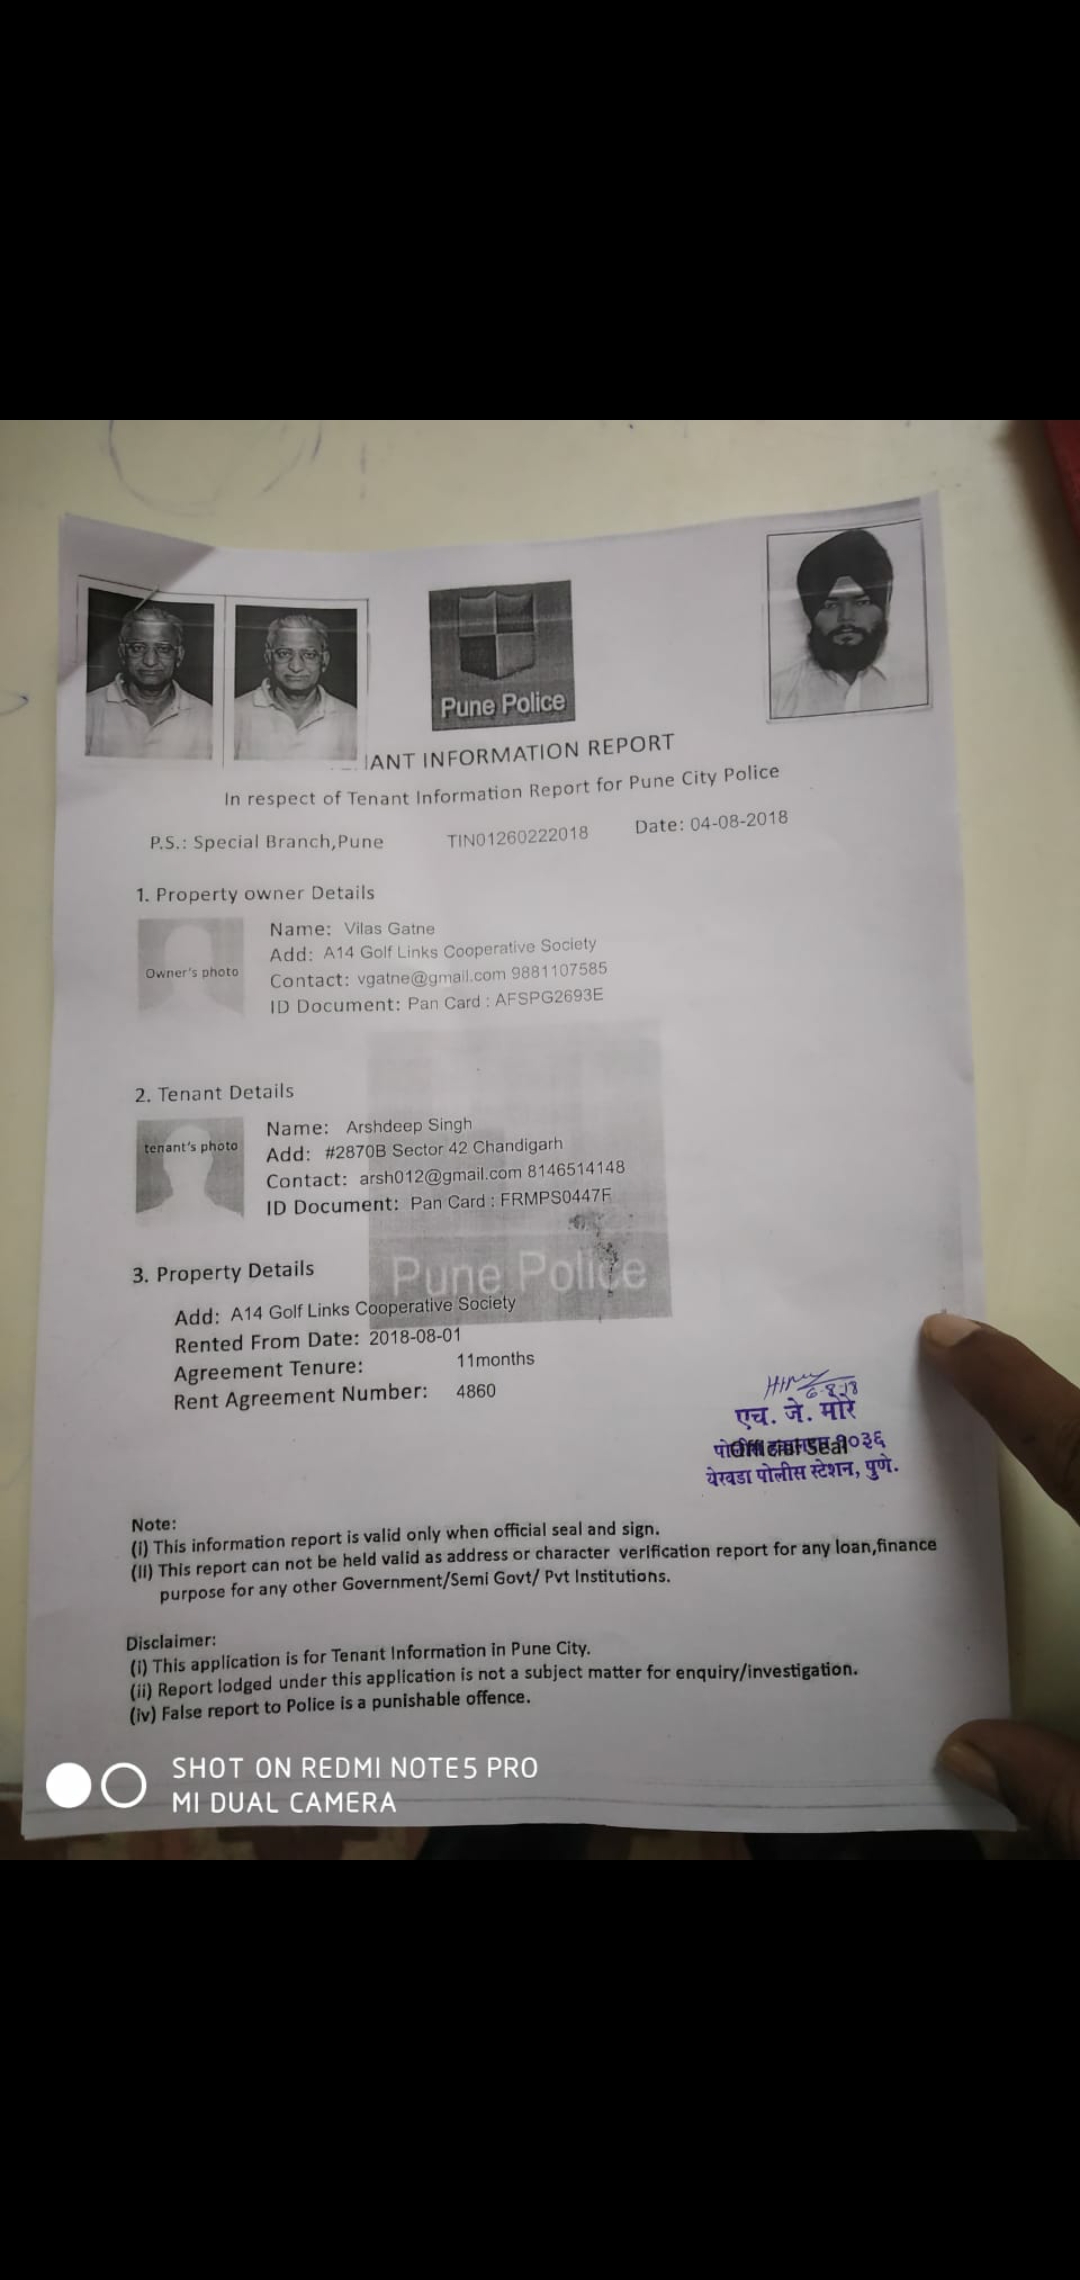 Pune Police
ANT INFORMATION REPORT
In respect of Tenant Information Report for Pune City Police
P.S.: Special Branch,Pune TIN01260222018 Date: 04-08-2018
1. Property owner Details
Owner's photo
Name: Vilas Gatne
Add: A14 Golf Links Cooperative Society
Contact: vgatne@gmail.com 9881107585
ID Document: Pan Card : AFSPG2693E
2. Tenant Details
tenant's photo
Name: Arshdeep Singh
Add: #2870B Sector 42 Chandigarh
Contact: arsh012@gmail.com 8146514148
ID Document: Pan Card : FRMPS0447F
Pune Police
3. Property Details
Add: A14 Golf Links Cooperative Society
Rented From Date: 2018-08-01
Agreement Tenure: 11months
Rent Agreement Number: 4860
6-8-18
एच. जे. मोरे
Official Seal
१०३६
येरवडा पोलीस स्टेशन, पुणे.
Note:
(i) This information report is valid only when official seal and sign.
(II) This report can not be held valid as address or character verification report for any loan,finance
purpose for any other Government/Semi Govt/ Pvt Institutions.
Disclaimer:
(i) This application is for Tenant Information in Pune City.
(ii) Report lodged under this application is not a subject matter for enquiry/investigation.
(iv) False report to Police is a punishable offence.
SHOT ON REDMI NOTE5 PRO
MI DUAL CAMERA